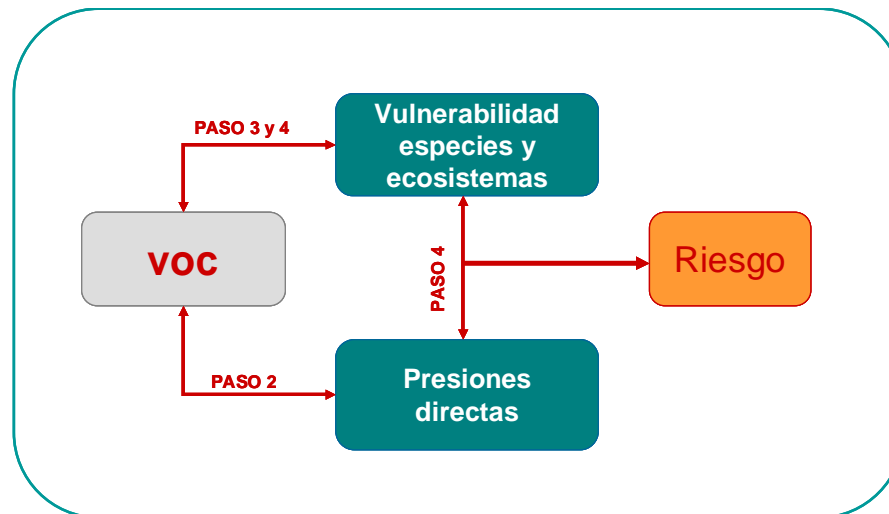 Vulnerabilidad
especies y
ecosistemas
PASO 3 y 4
VOC
PASO 4
Riesgo
PASO 2
Presiones
directas